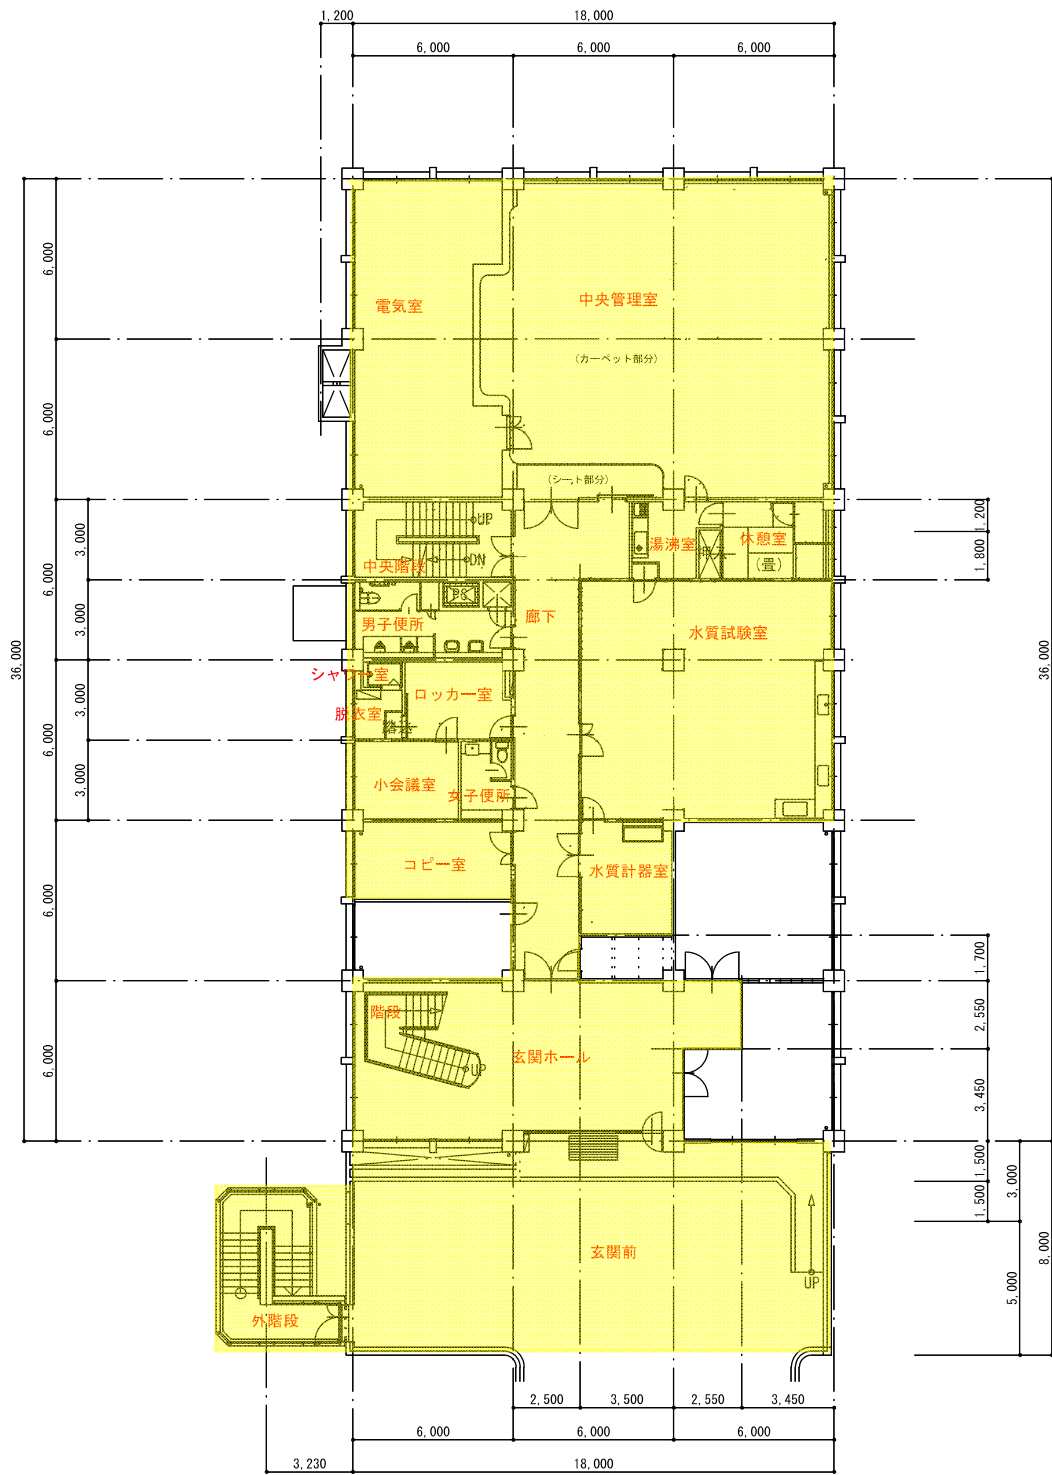 1,200
18,000
6,000
6,000
6,000
36,000
6,000
6,000
6,000
6,000
6,000
6,000
3,000
3,000
3,000
3,000
電気室
中央管理室
(カーペット部分)
(シート部分)
UP
DN
中央階段
湯沸室
休憩室
(畳)
PS
男子便所
廊下
水質試験室
シャワー室
ロッカー室
脱衣室
小会議室
女子便所
コピー室
水質計器室
階段
UP
玄関ホール
玄関前
UP
外階段
1,200
1,800
36,000
1,700
2,550
3,450
1,500
1,500
3,000
5,000
8,000
2,500
3,500
2,550
3,450
6,000
6,000
6,000
3,230
18,000